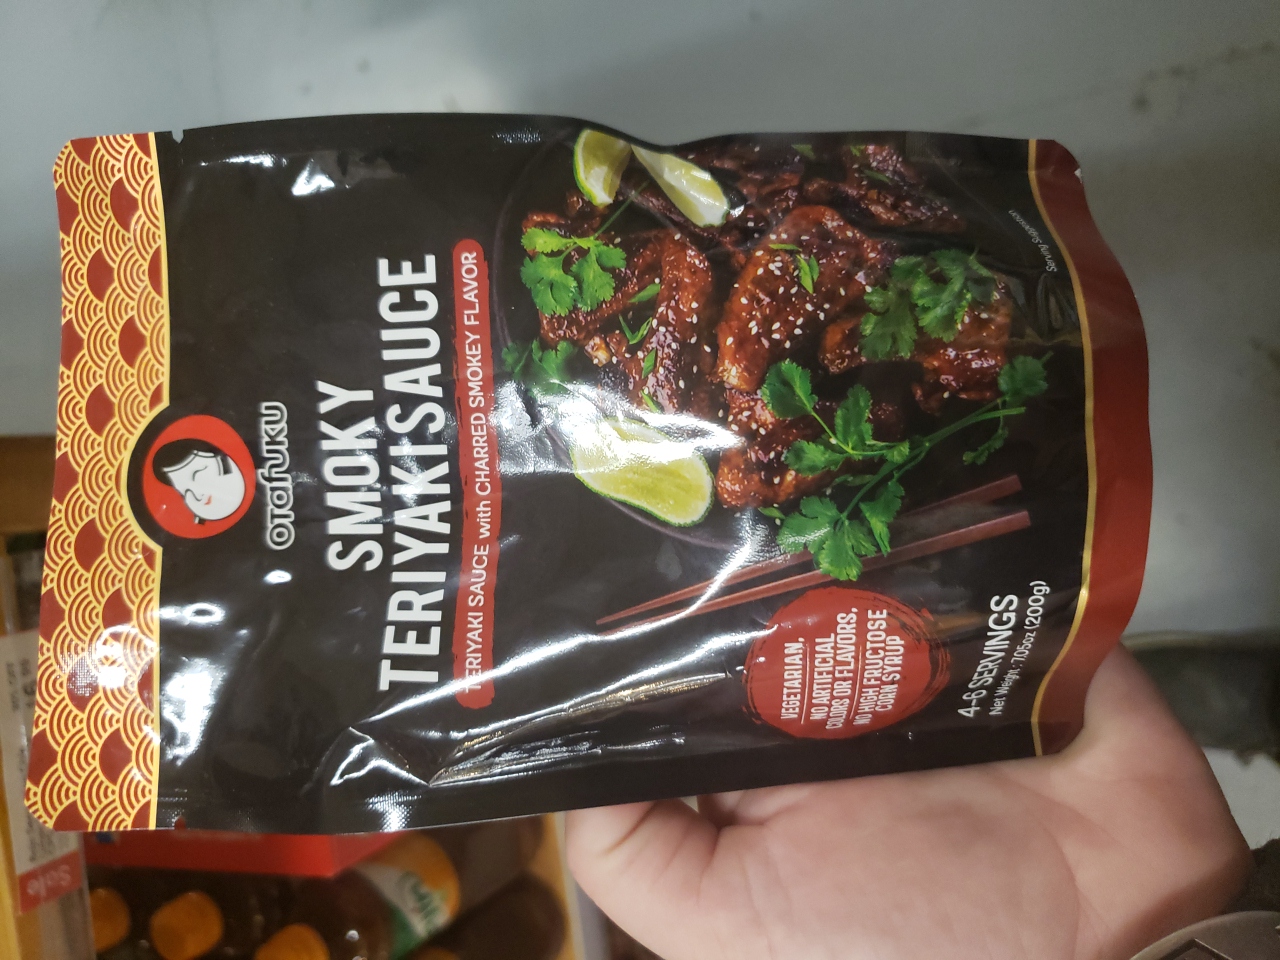 OTafUKU
SMOKY
TERIYAKI SAUCE
TERIYAKI SAUCE with CHARRED SMOKEY FLAVOR
Serving Suggestion
VEGETARIAN,
NO ARTIFICIAL
COLORS OR FLAVORS,
NO HIGH FRUCTOSE
CORN SYRUP
4-6 SERVINGS
Net Weight : 7.05oz (200g)
Sale